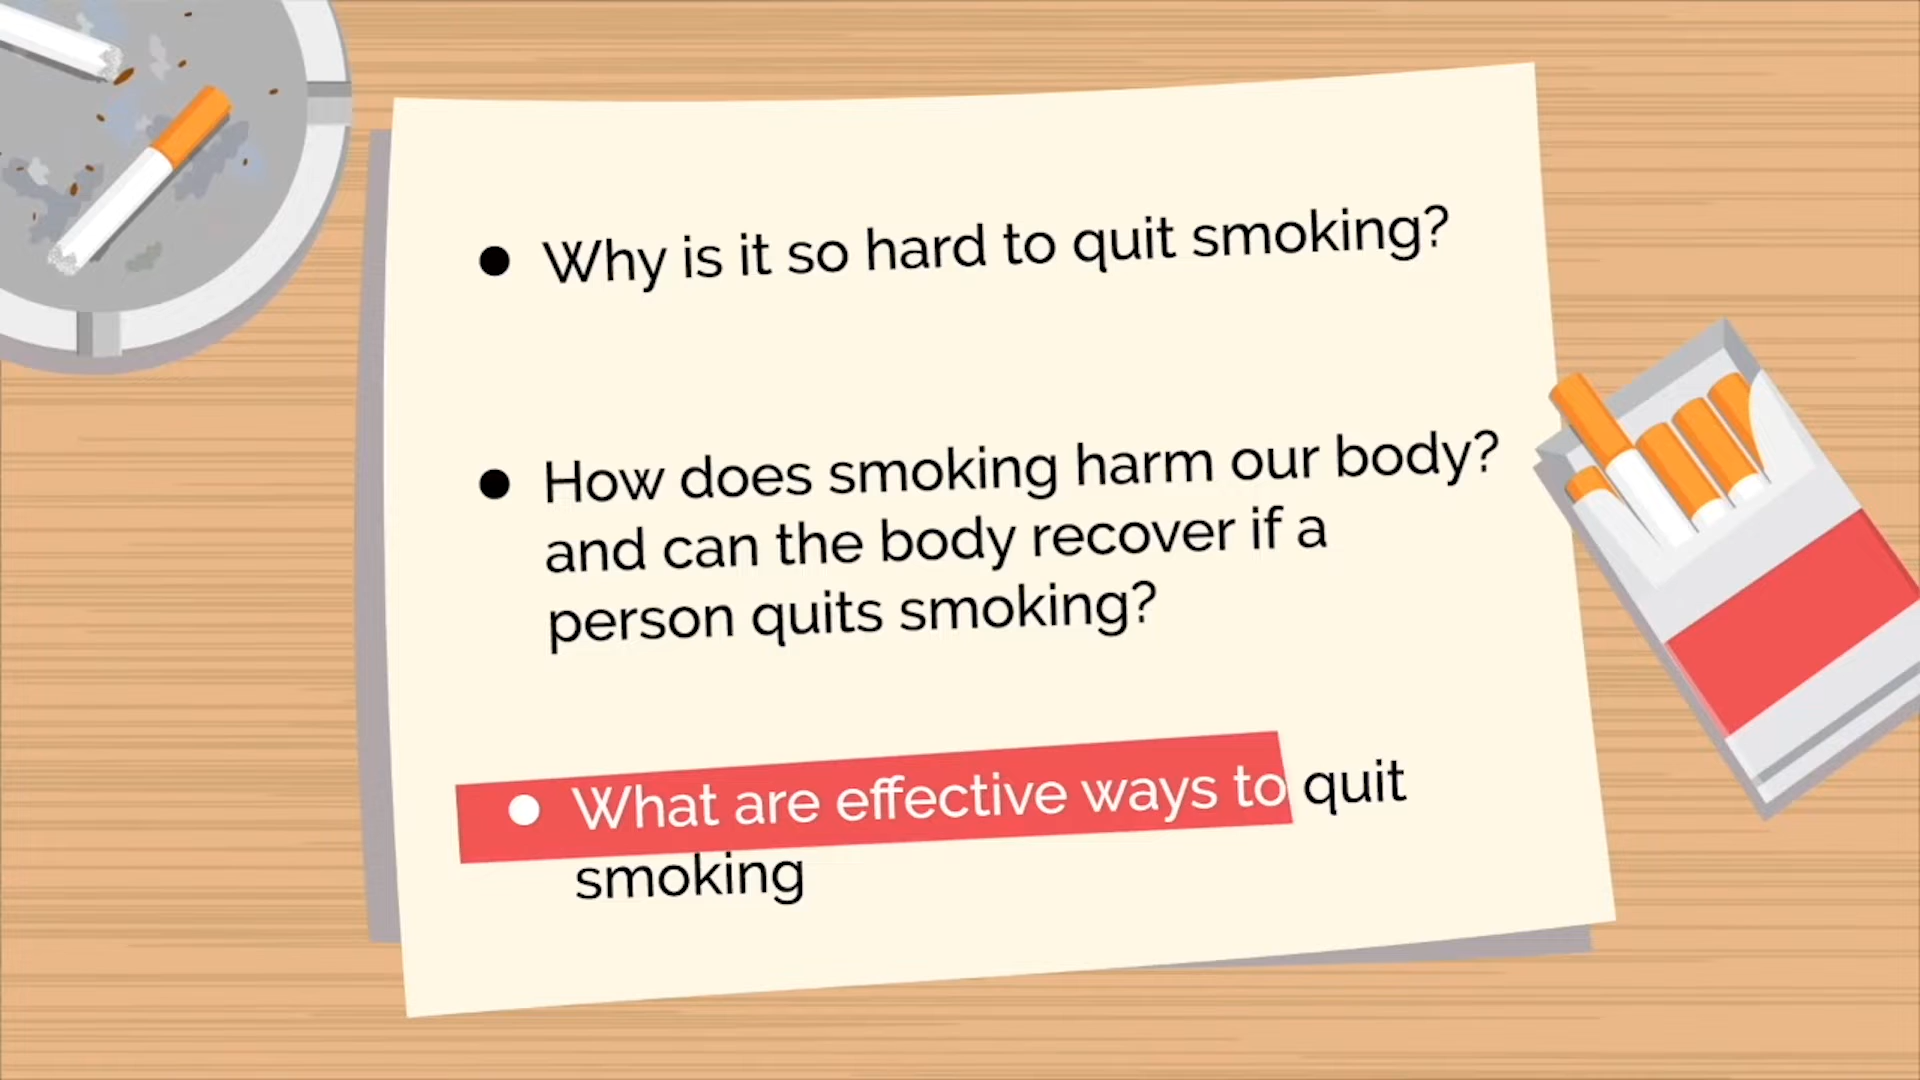 ● Why is it so hard to quit smoking?
● How does smoking harm our body?
and can the body recover if a
person quits smoking?
● What are effective ways to quit
smoking